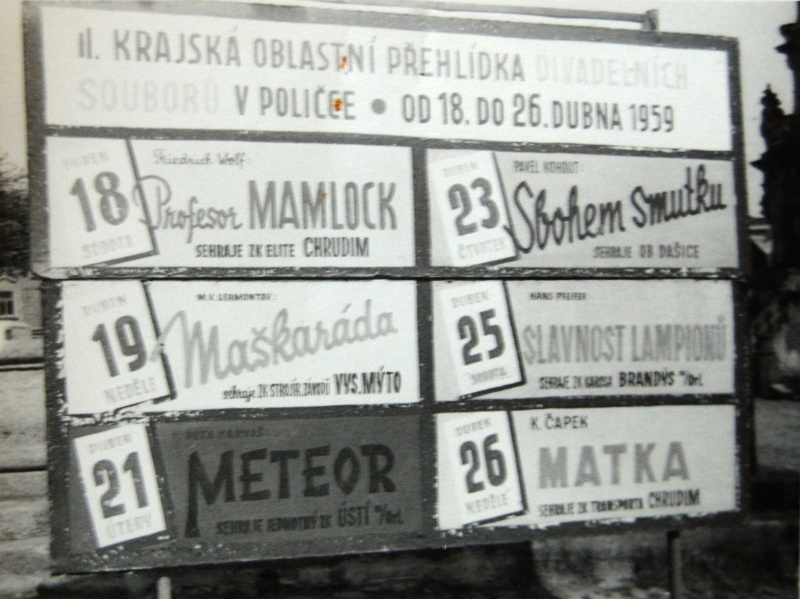 II. KRAJSKÁ OBLASTNÍ PŘEHLÍDKA DIVADELNÍCH
SOUBORŮ V POLIČCE • OD 18. DO 26. DUBNA 1959
DUBEN
18
SOBOTA
Friedrich Wolf:
Profesor MAMLOCK
SEHRAJE ZK ELITE CHRUDIM
DUBEN
23
ČTVRTEK
PAVEL KOHOUT:
Sbohem smutku
SEHRAJE OB DAŠICE
DUBEN
19
NEDĚLE
M.V. LERMONTOV:
Maškaráda
sehraje ZK STROJÍR. ZÁVODŮ VYS. MÝTO
DUBEN
25
SOBOTA
HANS PFEIFER:
SLAVNOST LAMPIONŮ
SEHRAJE ZK KAROSA BRANDÝS n/Orl.
DUBEN
21
ÚTERÝ
PETR KARVAŠ:
METEOR
SEHRAJE JEDNOTNÝ ZK ÚSTÍ n/Orl.
DUBEN
26
NEDĚLE
K. ČAPEK
MATKA
SEHRAJE ZK TRANSPORTA CHRUDIM